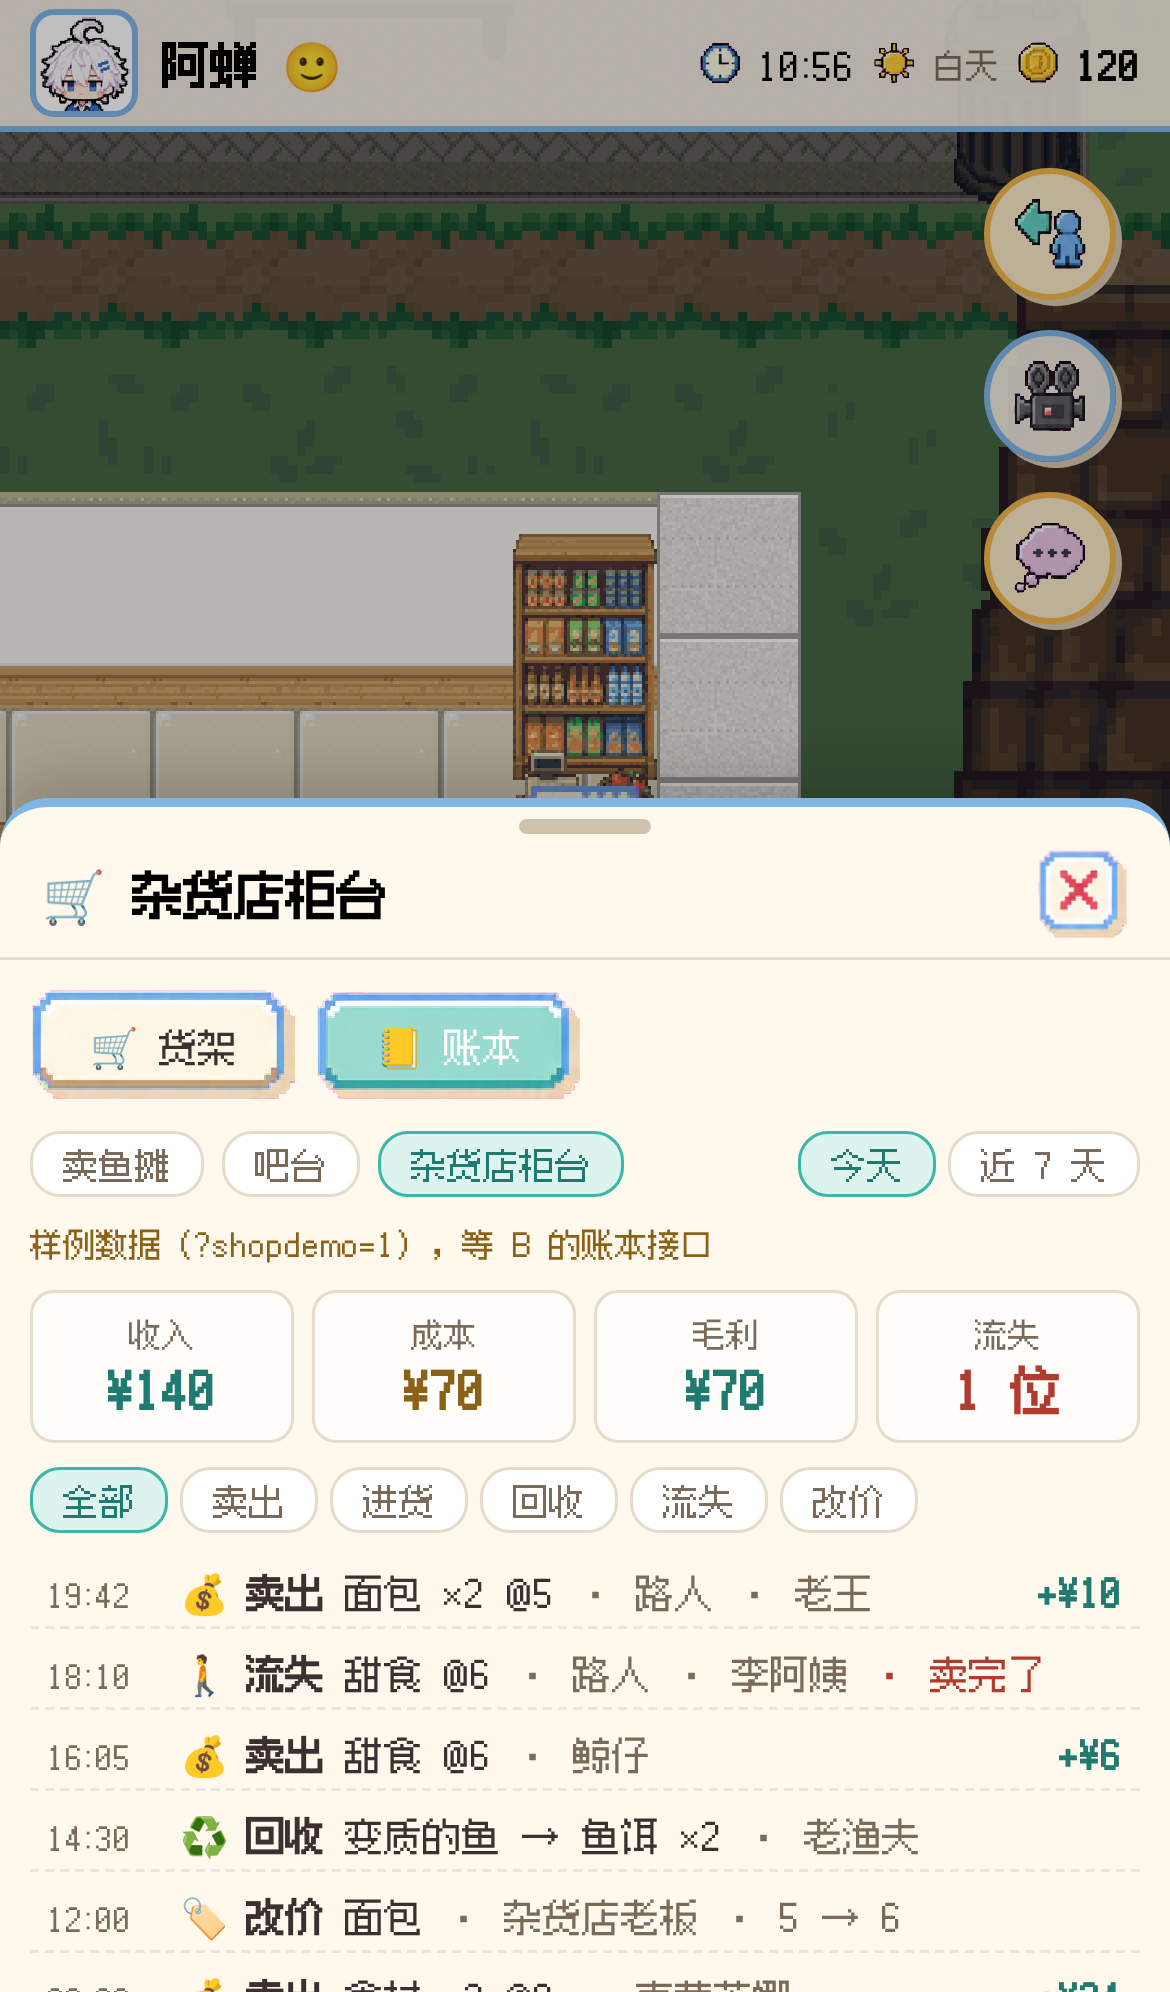 阿蝉 10:56 白天 120
杂货店柜台
货架 账本
卖鱼摊 吧台 杂货店柜台 今天 近 7 天
样例数据 (?shopdemo=1) , 等 B 的账本接口
收入 成本 毛利 流失
¥140 ¥70 ¥70 1 位
全部 卖出 进货 回收 流失 改价
19:42 卖出 面包 ×2 @5 · 路人 · 老王 +¥10
18:10 流失 甜食 @6 · 路人 · 李阿姨 · 卖完了
16:05 卖出 甜食 @6 · 鲸仔 +¥6
14:30 回收 变质的鱼 → 鱼饵 ×2 · 老渔夫
12:00 改价 面包 · 杂货店老板 · 5 → 6
卖出